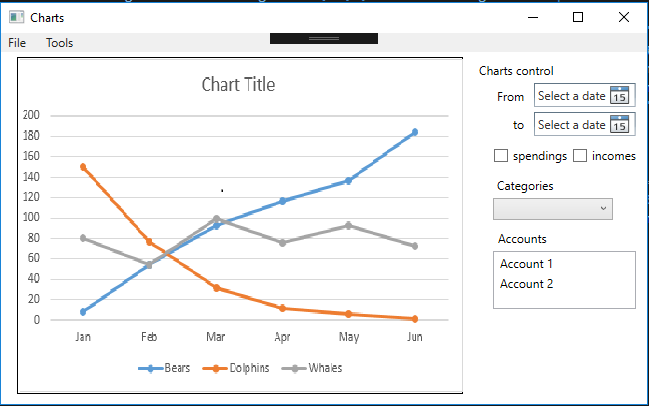 Charts
File Tools
Chart Title
200
180
160
140
120
100
80
60
40
20
0
Jan Feb Mar Apr May Jun
Bears Dolphins Whales
Charts control
From Select a date 15
to Select a date 15
spendings incomes
Categories
Accounts
Account 1
Account 2